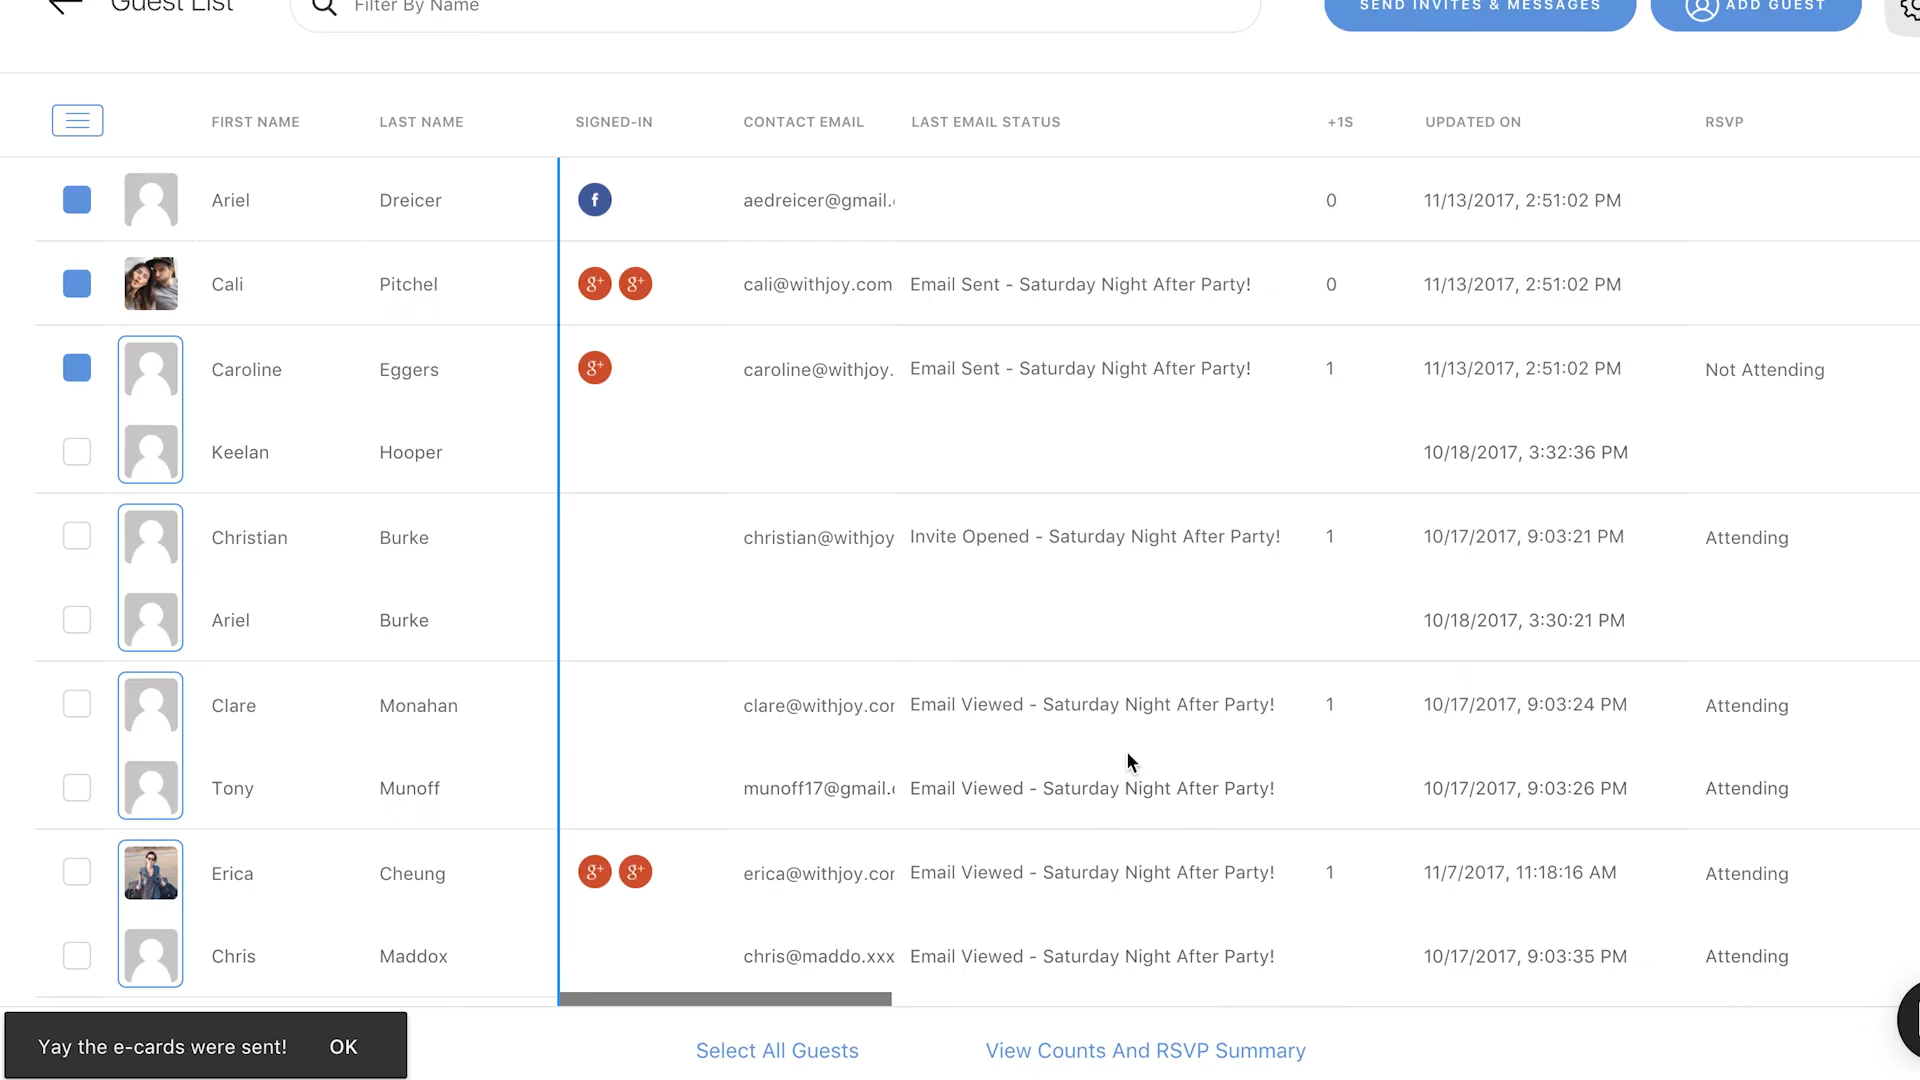 Guest List
Filter By Name
SEND INVITES & MESSAGES
ADD GUEST
FIRST NAME LAST NAME SIGNED-IN CONTACT EMAIL LAST EMAIL STATUS +1S UPDATED ON RSVP
Ariel Dreicer f aedreicer@gmail. 0 11/13/2017, 2:51:02 PM
Cali Pitchel g+ g+ cali@withjoy.com Email Sent - Saturday Night After Party! 0 11/13/2017, 2:51:02 PM
Caroline Eggers g+ caroline@withjoy. Email Sent - Saturday Night After Party! 1 11/13/2017, 2:51:02 PM Not Attending
Keelan Hooper 10/18/2017, 3:32:36 PM
Christian Burke christian@withjoy Invite Opened - Saturday Night After Party! 1 10/17/2017, 9:03:21 PM Attending
Ariel Burke 10/18/2017, 3:30:21 PM
Clare Monahan clare@withjoy.cor Email Viewed - Saturday Night After Party! 1 10/17/2017, 9:03:24 PM Attending
Tony Munoff munoff17@gmail.c Email Viewed - Saturday Night After Party! 10/17/2017, 9:03:26 PM Attending
Erica Cheung g+ g+ erica@withjoy.cor Email Viewed - Saturday Night After Party! 1 11/7/2017, 11:18:16 AM Attending
Chris Maddox chris@maddo.xxx Email Viewed - Saturday Night After Party! 10/17/2017, 9:03:35 PM Attending
Yay the e-cards were sent! OK
Select All Guests
View Counts And RSVP Summary